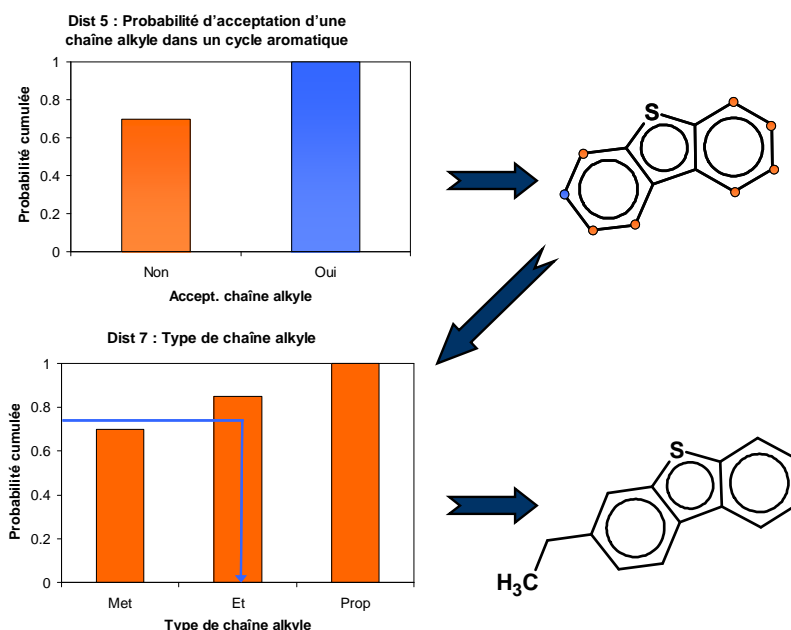 Dist 5 : Probabilité d'acceptation d'une
chaîne alkyle dans un cycle aromatique
Probabilité cumulée
1
0.8
0.6
0.4
0.2
0
Non
Oui
Accept. chaîne alkyle
S
Dist 7 : Type de chaîne alkyle
Probabilité cumulée
1
0.8
0.6
0.4
0.2
0
Met
Et
Prop
Type de chaîne alkyle
S
H₃C